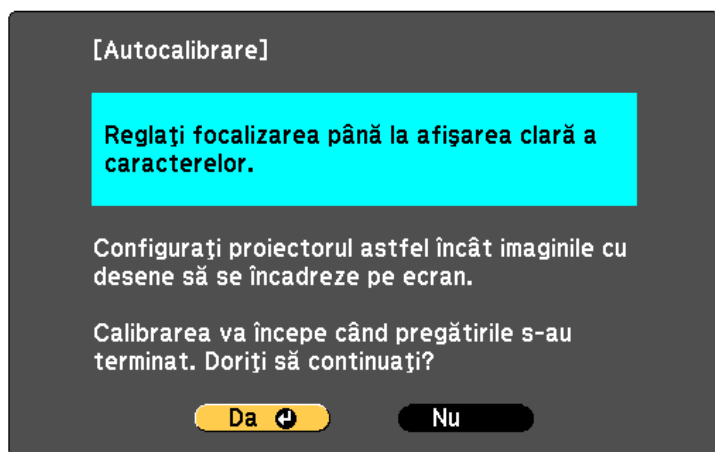 [Autocalibrare]
Reglaţi focalizarea până la afişarea clară a
caracterelor.
Configuraţi proiectorul astfel încât imaginile cu
desene să se încadreze pe ecran.
Calibrarea va începe când pregătirile s-au
terminat. Doriţi să continuaţi?
Da Nu